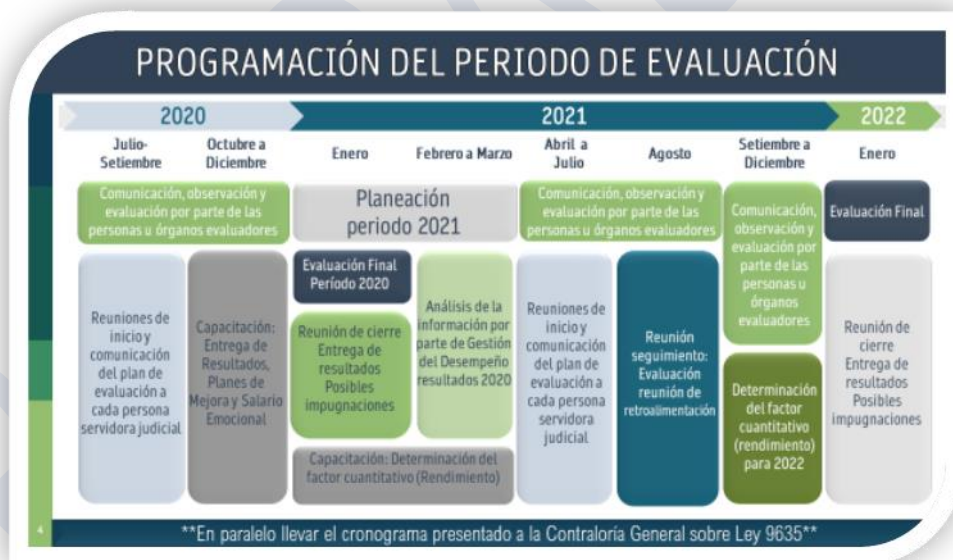 PROGRAMACIÓN DEL PERIODO DE EVALUACIÓN
2020
2021
2022
Julio-
Setiembre
Octubre a
Diciembre
Enero
Febrero a Marzo
Abril a
Julio
Agosto
Setiembre a
Diciembre
Enero
Comunicación, observación y
evaluación por parte de las
personas u órganos evaluadores
Planeación
periodo 2021
Comunicación, observación y
evaluación por parte de las
personas u órganos evaluadores
Comunicación,
observación y
evaluación por
parte de las
personas u
órganos
evaluadores
Evaluación Final
Reuniones de
inicio y
comunicación
del plan de
evaluación a
cada persona
servidora judicial
Capacitación:
Entrega de
Resultados,
Planes de
Mejora y Salario
Emocional
Evaluación Final
Período 2020
Reunión de cierre
Entrega de
resultados
Posibles
impugnaciones
Análisis de la
información por
parte de Gestión
del Desempeño
resultados 2020
Capacitación: Determinación del
factor cuantitativo (Rendimiento)
Reuniones de
inicio y
comunicación
del plan de
evaluación a
cada persona
servidora
judicial
Reunión
seguimiento:
Evaluación
reunión de
retroalimentación
Determinación
del factor
cuantitativo
(rendimiento)
para 2022
Reunión de
cierre
Entrega de
resultados
Posibles
impugnaciones
4
**En paralelo llevar el cronograma presentado a la Contraloría General sobre Ley 9635**